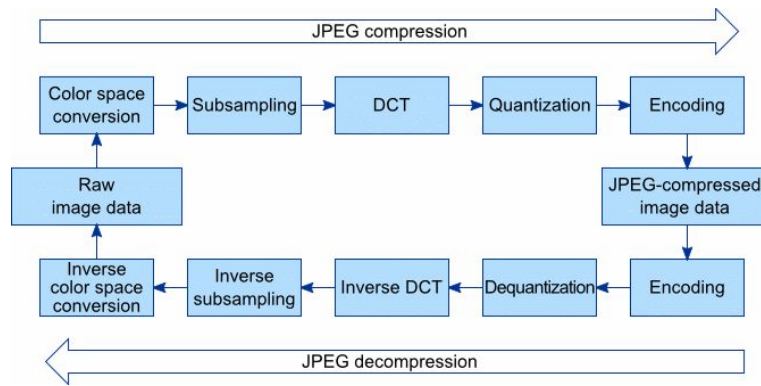 JPEG compression
Color space
conversion
Subsampling
DCT
Quantization
Encoding
Raw
image data
JPEG-compressed
image data
Inverse
color space
conversion
Inverse
subsampling
Inverse DCT
Dequantization
Encoding
JPEG decompression